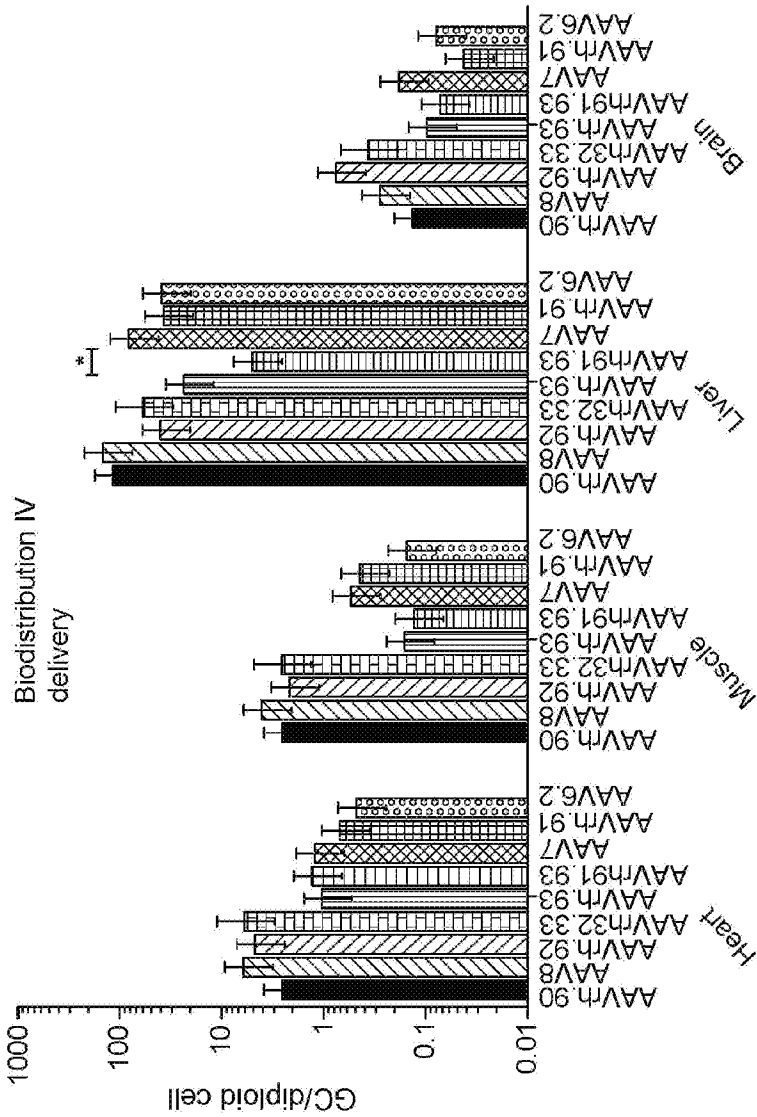 Biodistribution IV
delivery
GC/diploid cell
1000
100
10
1
0.1
0.01
*
AAVrh.90
AAV8
AAVrh.92
AAVrh32.33
AAVrh.93
AAVrh91.93
AAV7
AAVrh.91
AAV6.2
Heart
AAVrh.90
AAV8
AAVrh.92
AAVrh32.33
AAVrh.93
AAVrh91.93
AAV7
AAVrh.91
AAV6.2
Muscle
AAVrh.90
AAV8
AAVrh.92
AAVrh32.33
AAVrh.93
AAVrh91.93
AAV7
AAVrh.91
AAV6.2
Liver
AAVrh.90
AAV8
AAVrh.92
AAVrh32.33
AAVrh.93
AAVrh91.93
AAV7
AAVrh.91
AAV6.2
Brain